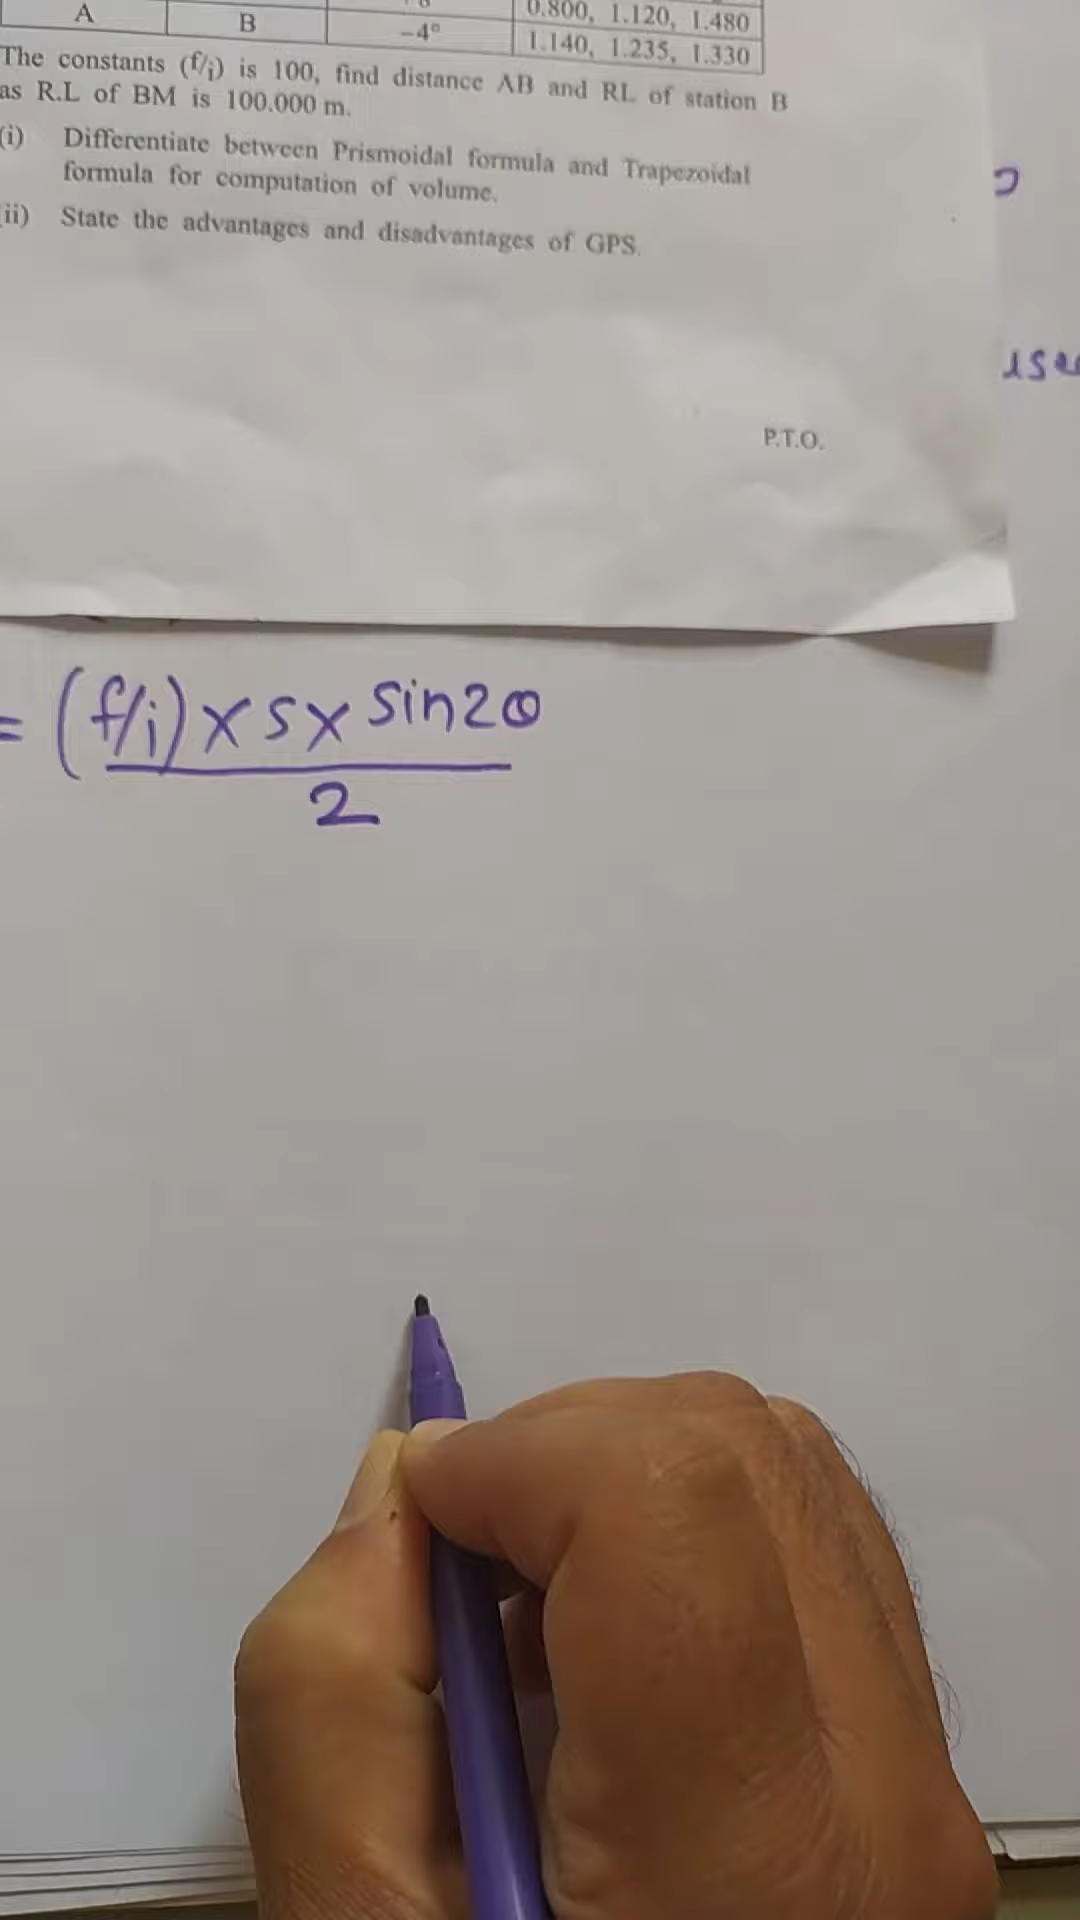 0.800, 1.120, 1.480
A B -4° 1.140, 1.235, 1.330
The constants (f/i) is 100, find distance AB and RL of station B
as R.L of BM is 100.000 m.
(i) Differentiate between Prismoidal formula and Trapezoidal
formula for computation of volume.
(ii) State the advantages and disadvantages of GPS.
P.T.O.
= (f/i) x s x sin2θ
2